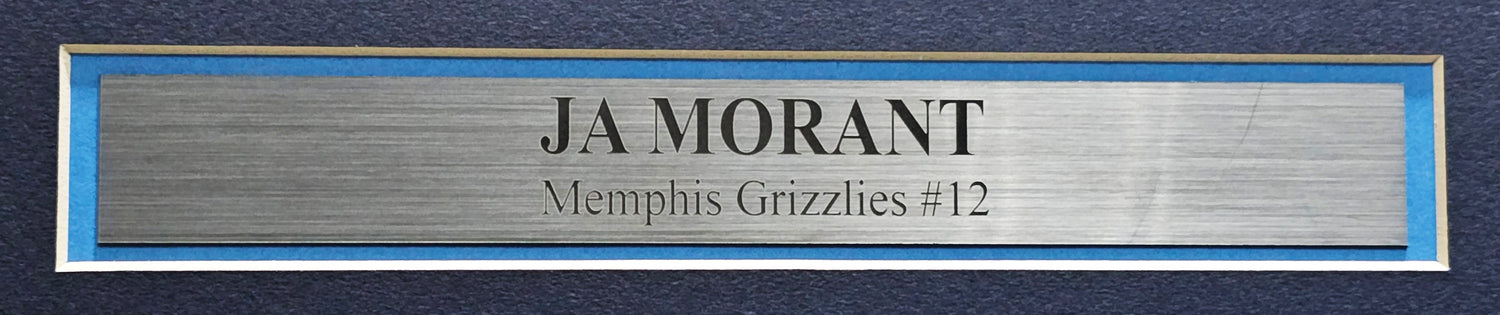 JA MORANT
Memphis Grizzlies #12